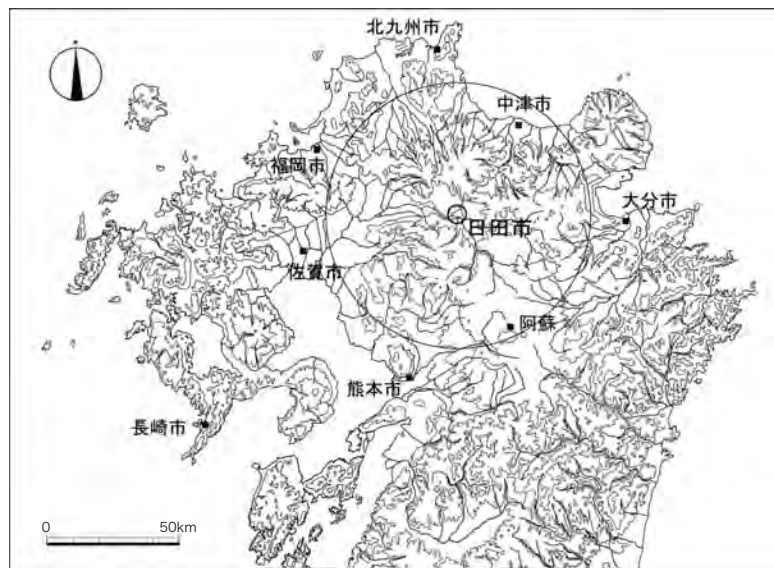 北九州市
中津市
福岡市
大分市
日田市
佐賀市
阿蘇
熊本市
長崎市
0 50km